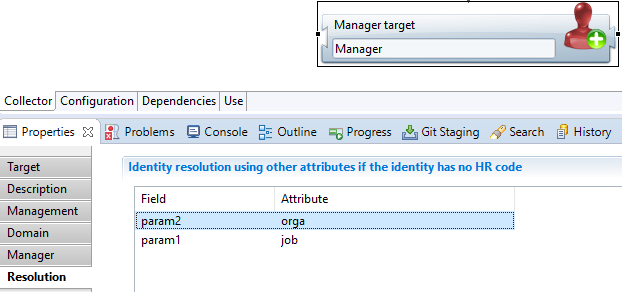 Manager target
Manager
Collector Configuration Dependencies Use
Properties Problems Console Outline Progress Git Staging Search History
Target
Description
Management
Domain
Manager
Resolution
Identity resolution using other attributes if the identity has no HR code
Field Attribute
param2 orga
param1 job